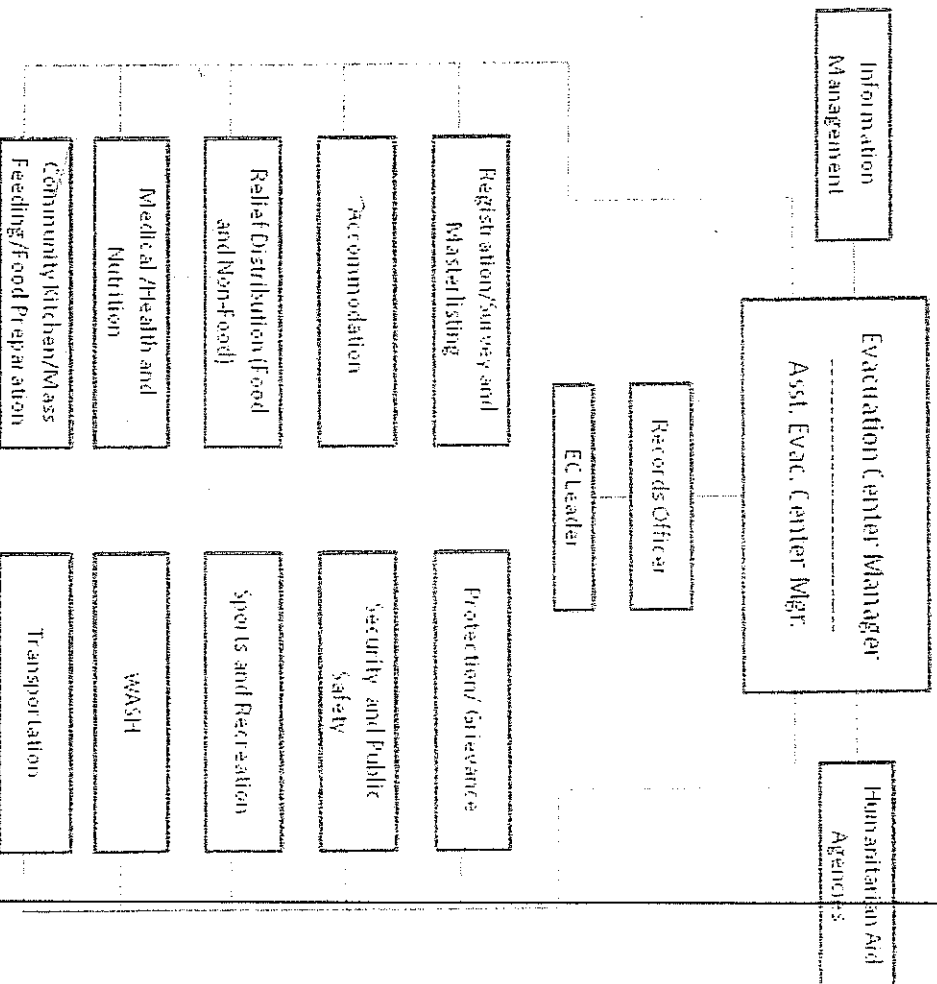 Information
Management
Evacuation Center Manager
Asst. Evac. Center Mgr.
Humanitarian Aid
Agencies
Records Officer
EC Leader
Registration/Survey and
Masterlisting
Accommodation
Relief Distribution (Food
and Non-Food)
Medical /Health and
Nutrition
Community Kitchen/Mass
Feeding/Food Preparation
Protection/ Grievance
Security and Public
Safety
Sports and Recreation
WASH
Transportation